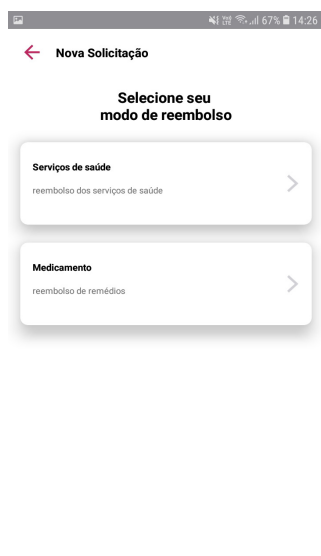 67% 14:26
Nova Solicitação
Selecione seu
modo de reembolso
Serviços de saúde
reembolso dos serviços de saúde
Medicamento
reembolso de remédios